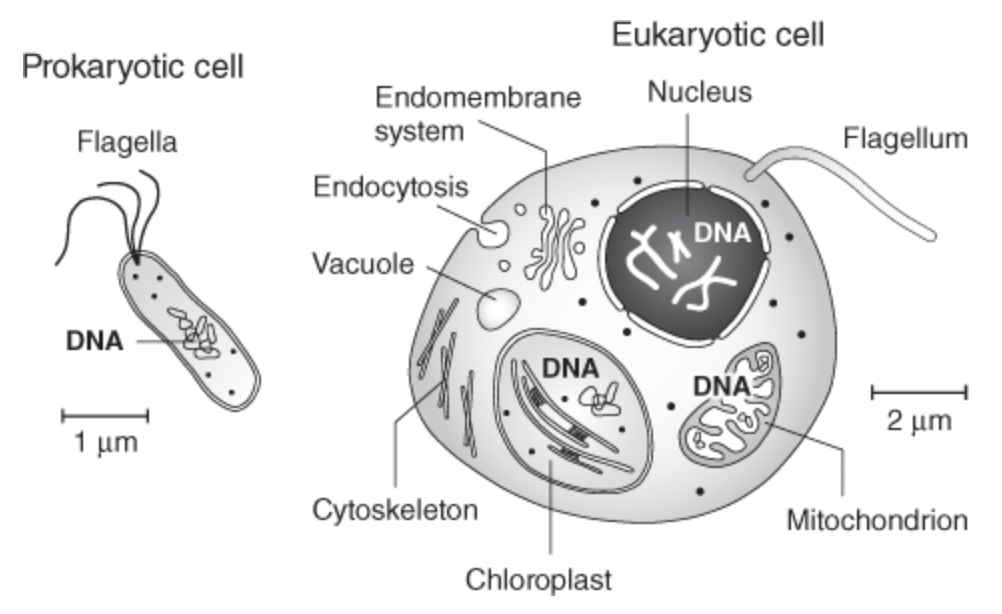 Prokaryotic cell
Flagella
DNA
1 μm
Eukaryotic cell
Endomembrane
system
Nucleus
Flagellum
Endocytosis
Vacuole
DNA
DNA
DNA
2 μm
Cytoskeleton
Mitochondrion
Chloroplast